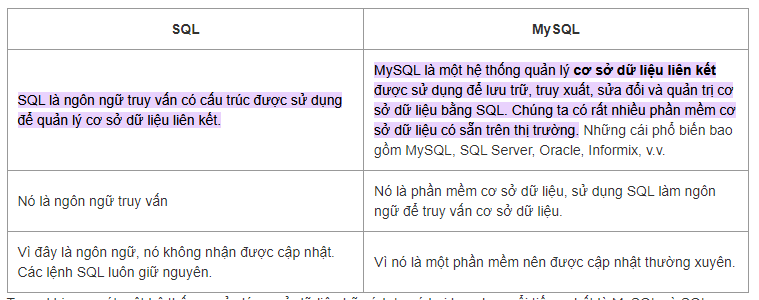 SQL
MySQL
SQL là ngôn ngữ truy vấn có cấu trúc được sử dụng
để quản lý cơ sở dữ liệu liên kết.
MySQL là một hệ thống quản lý cơ sở dữ liệu liên kết
được sử dụng để lưu trữ, truy xuất, sửa đổi và quản trị cơ
sở dữ liệu bằng SQL. Chúng ta có rất nhiều phần mềm cơ
sở dữ liệu có sẵn trên thị trường. Những cái phổ biến bao
gồm MySQL, SQL Server, Oracle, Informix, v.v.
Nó là ngôn ngữ truy vấn
Nó là phần mềm cơ sở dữ liệu, sử dụng SQL làm ngôn
ngữ để truy vấn cơ sở dữ liệu.
Vì đây là ngôn ngữ, nó không nhận được cập nhật.
Các lệnh SQL luôn giữ nguyên.
Vì nó là một phần mềm nên được cập nhật thường xuyên.